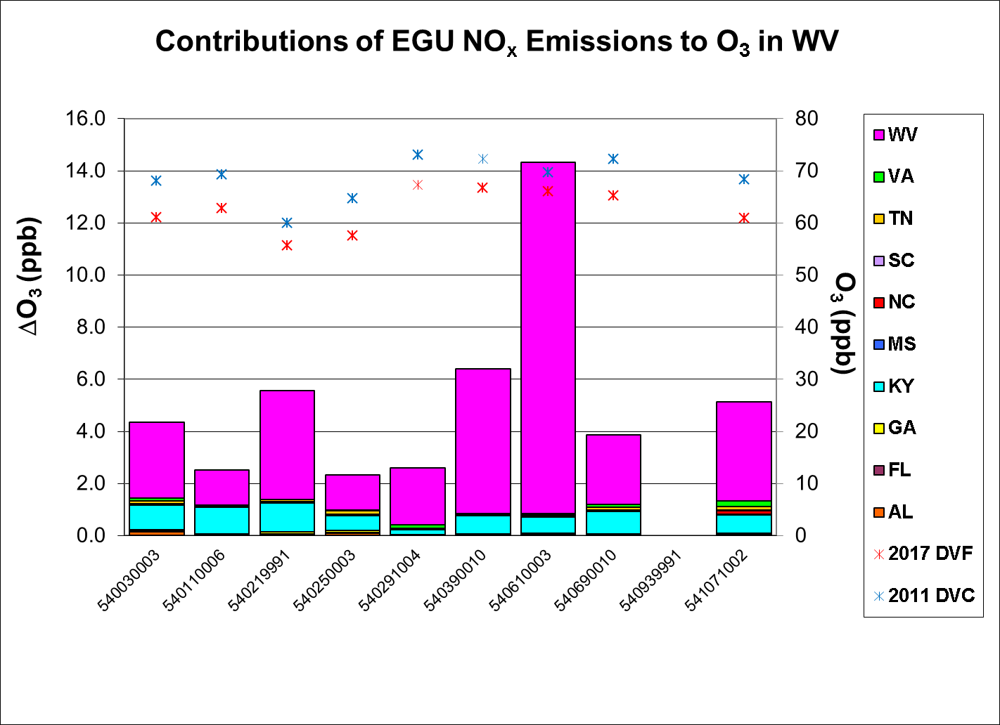 Contributions of EGU NOx Emissions to O3 in WV
ΔO3 (ppb)
16.0
14.0
12.0
10.0
8.0
6.0
4.0
2.0
0.0
80
70
60
50
40
30
20
10
0
O3 (ppb)
540030003
540110006
540219991
540250003
540291004
540390010
540610003
540690010
540939991
541071002
WV
VA
TN
SC
NC
MS
KY
GA
FL
AL
2017 DVF
2011 DVC